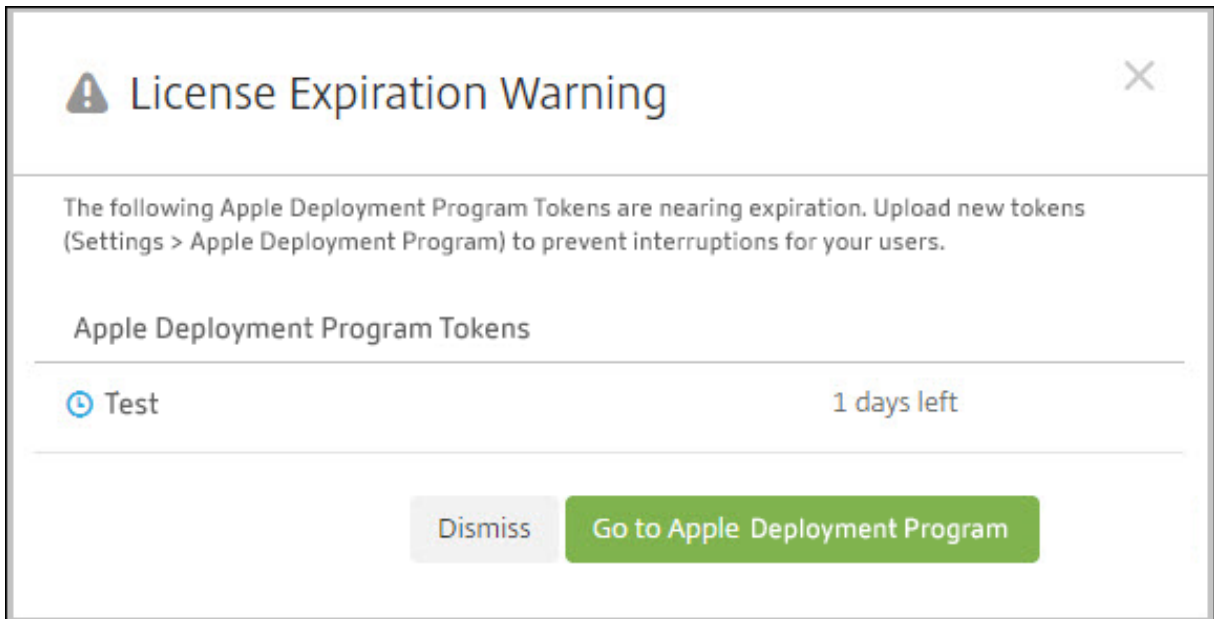 License Expiration Warning
The following Apple Deployment Program Tokens are nearing expiration. Upload new tokens
(Settings > Apple Deployment Program) to prevent interruptions for your users.
Apple Deployment Program Tokens
Test 1 days left
Dismiss Go to Apple Deployment Program